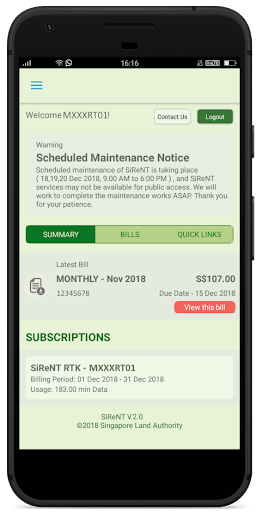 16:16
WelcomeMXXXRT01!
Contact Us
Logout
Warning
Scheduled Maintenance Notice
Scheduled maintenance of SiReNT is taking place
( 18,19,20 Dec 2018, 9:00 AM to 6:00 PM ) , and SiReNT
services may not be available for public access. We will
work to complete the maintenance works ASAP. Thank you
for your patience.
SUMMARY
BILLS
QUICK LINKS
Latest Bill
MONTHLY - Nov 2018
S$107.00
12345678
Due Date - 15 Dec 2018
View this bill
SUBSCRIPTIONS
SiReNT RTK - MXXXRT01
Billing Period: 01 Dec 2018 - 31 Dec 2018
Usage: 183.00 min Data
SiReNT V2.0
©2018 Singapore Land Authority